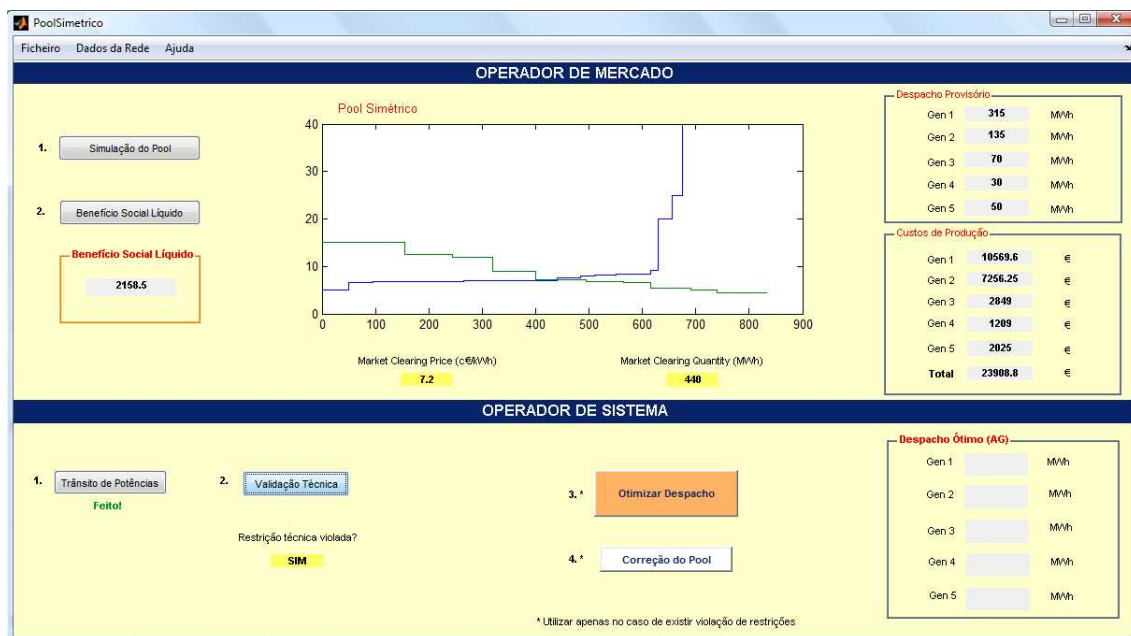 PoolSimetrico
Ficheiro Dados da Rede Ajuda
OPERADOR DE MERCADO
1. Simulação do Pool
2. Benefício Social Líquido
Benefício Social Líquido
2158.5
Pool Simétrico
40
30
20
10
0
0 100 200 300 400 500 600 700 800 900
Market Clearing Price (c€/kWh) Market Clearing Quantity (MWh)
7.2 440
Despacho Provisório
Gen 1 315 MWh
Gen 2 135 MWh
Gen 3 70 MWh
Gen 4 30 MWh
Gen 5 50 MWh
Custos de Produção
Gen 1 10569.6 €
Gen 2 7256.25 €
Gen 3 2849 €
Gen 4 1209 €
Gen 5 2025 €
Total 23908.8 €
OPERADOR DE SISTEMA
1. Trânsito de Potências
Feito!
2. Validação Técnica
Restrição técnica violada?
SIM
3. * Otimizar Despacho
4. * Correção do Pool
* Utilizar apenas no caso de existir violação de restrições
Despacho Ótimo (AG)
Gen 1 MWh
Gen 2 MWh
Gen 3 MWh
Gen 4 MWh
Gen 5 MWh